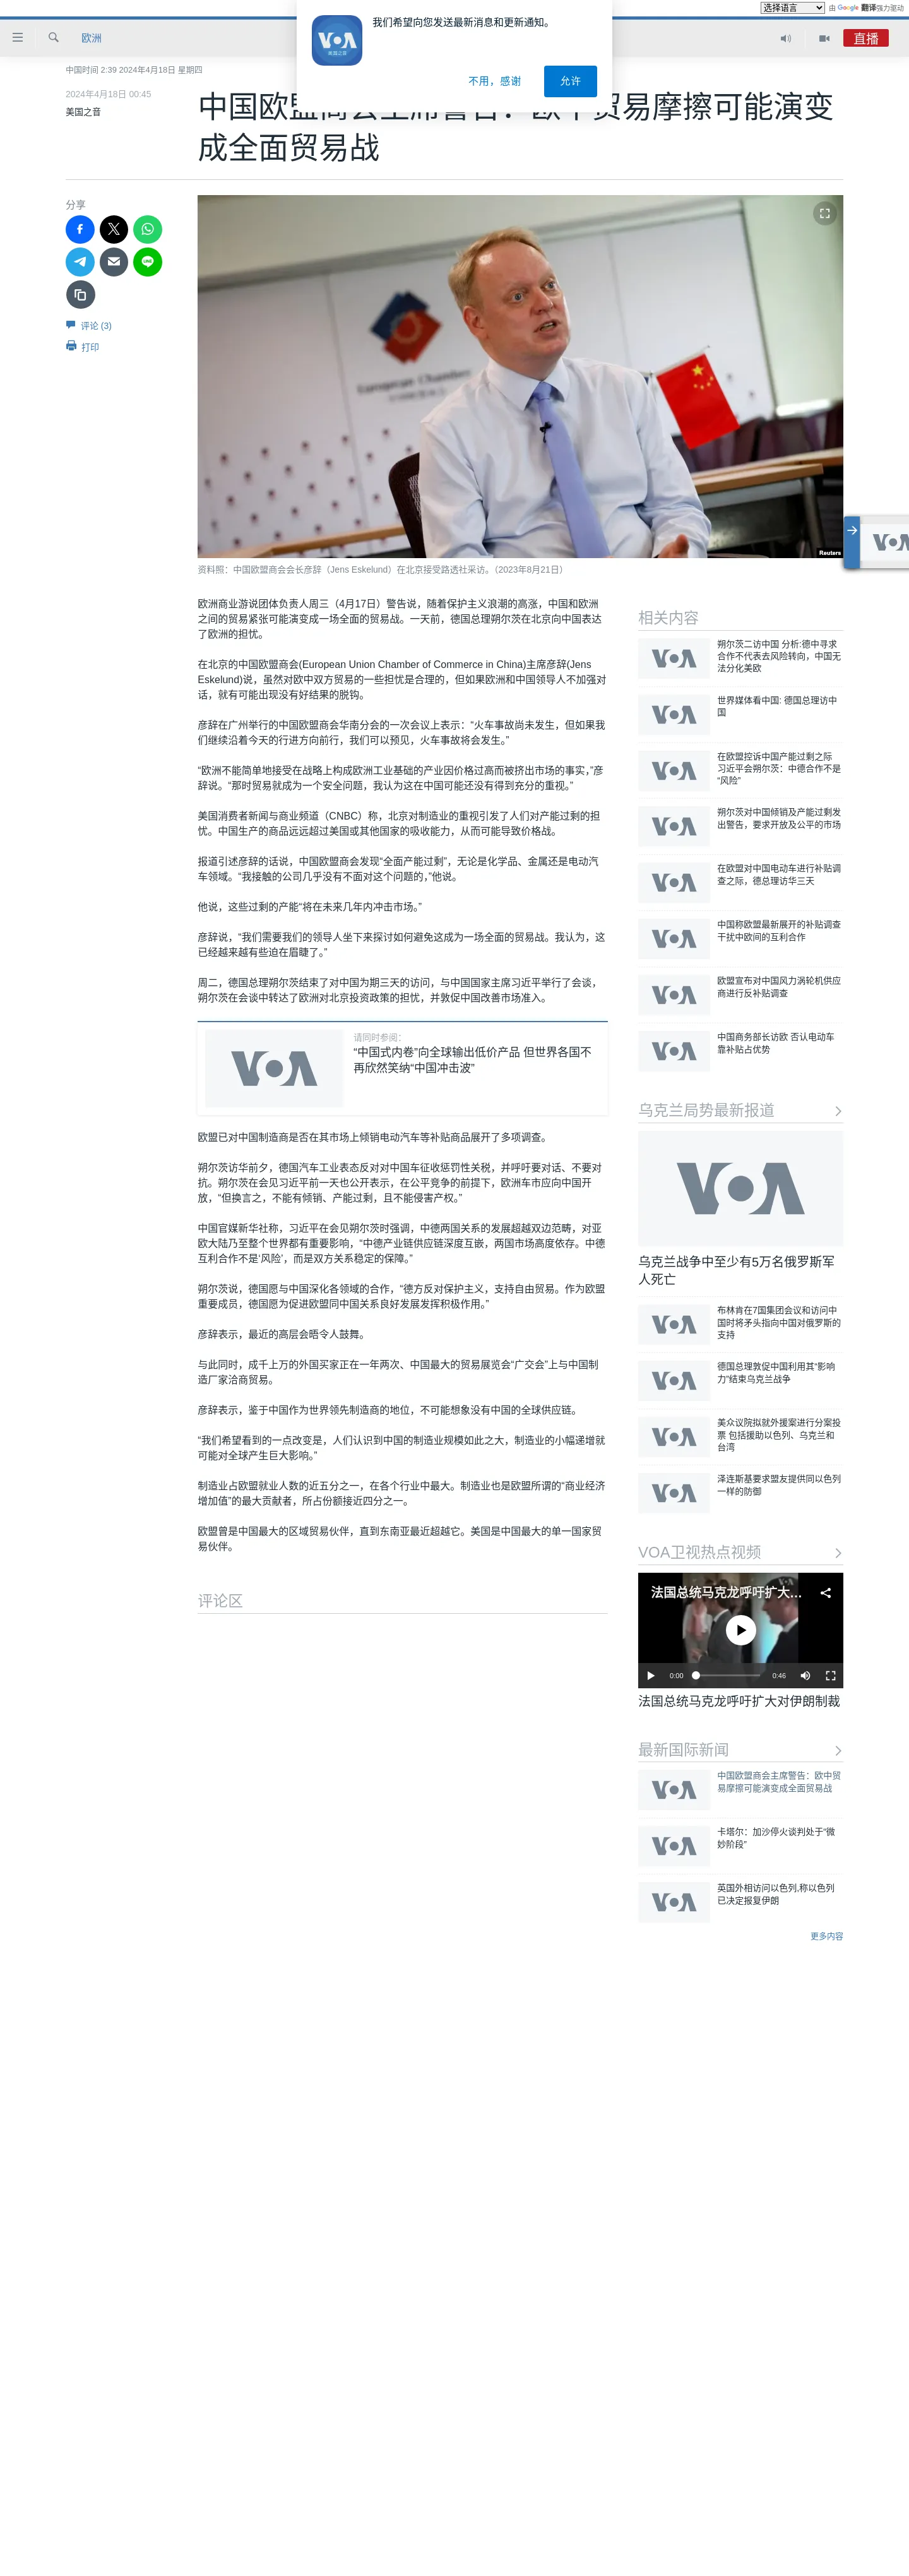 选择语言
由 Google 翻译强力驱动
VOA
美国之音
我们希望向您发送最新消息和更新通知。
不用，感谢
允许
欧洲
直播
中国时间 2:39 2024年4月18日 星期四
2024年4月18日 00:45
美国之音
中国欧盟商会主席警告：欧中贸易摩擦可能演变
成全面贸易战
分享
评论 (3)
打印
European Chamber
Reuters
资料照：中国欧盟商会会长彦辞（Jens Eskelund）在北京接受路透社采访。（2023年8月21日）
欧洲商业游说团体负责人周三（4月17日）警告说，随着保护主义浪潮的高涨，中国和欧洲
之间的贸易紧张可能演变成一场全面的贸易战。一天前，德国总理朔尔茨在北京向中国表达
了欧洲的担忧。
在北京的中国欧盟商会(European Union Chamber of Commerce in China)主席彦辞(Jens
Eskelund)说，虽然对欧中双方贸易的一些担忧是合理的，但如果欧洲和中国领导人不加强对
话，就有可能出现没有好结果的脱钩。
彦辞在广州举行的中国欧盟商会华南分会的一次会议上表示：“火车事故尚未发生，但如果我
们继续沿着今天的行进方向前行，我们可以预见，火车事故将会发生。”
“欧洲不能简单地接受在战略上构成欧洲工业基础的产业因价格过高而被挤出市场的事实，”彦
辞说。“那时贸易就成为一个安全问题，我认为这在中国可能还没有得到充分的重视。”
美国消费者新闻与商业频道（CNBC）称，北京对制造业的重视引发了人们对产能过剩的担
忧。中国生产的商品远远超过美国或其他国家的吸收能力，从而可能导致价格战。
报道引述彦辞的话说，中国欧盟商会发现“全面产能过剩”，无论是化学品、金属还是电动汽
车领域。“我接触的公司几乎没有不面对这个问题的，”他说。
他说，这些过剩的产能“将在未来几年内冲击市场。”
彦辞说，“我们需要我们的领导人坐下来探讨如何避免这成为一场全面的贸易战。我认为，这
已经越来越有些迫在眉睫了。”
周二，德国总理朔尔茨结束了对中国为期三天的访问，与中国国家主席习近平举行了会谈，
朔尔茨在会谈中转达了欧洲对北京投资政策的担忧，并敦促中国改善市场准入。
VOA
请同时参阅：
“中国式内卷”向全球输出低价产品 但世界各国不
再欣然笑纳“中国冲击波”
欧盟已对中国制造商是否在其市场上倾销电动汽车等补贴商品展开了多项调查。
朔尔茨访华前夕，德国汽车工业表态反对对中国车征收惩罚性关税，并呼吁要对话、不要对
抗。朔尔茨在会见习近平前一天也公开表示，在公平竞争的前提下，欧洲车市应向中国开
放，“但换言之，不能有倾销、产能过剩，且不能侵害产权。”
中国官媒新华社称，习近平在会见朔尔茨时强调，中德两国关系的发展超越双边范畴，对亚
欧大陆乃至整个世界都有重要影响，“中德产业链供应链深度互嵌，两国市场高度依存。中德
互利合作不是‘风险’，而是双方关系稳定的保障。”
朔尔茨说，德国愿与中国深化各领域的合作，“德方反对保护主义，支持自由贸易。作为欧盟
重要成员，德国愿为促进欧盟同中国关系良好发展发挥积极作用。”
彦辞表示，最近的高层会晤令人鼓舞。
与此同时，成千上万的外国买家正在一年两次、中国最大的贸易展览会“广交会”上与中国制
造厂家洽商贸易。
彦辞表示，鉴于中国作为世界领先制造商的地位，不可能想象没有中国的全球供应链。
“我们希望看到的一点改变是，人们认识到中国的制造业规模如此之大，制造业的小幅递增就
可能对全球产生巨大影响。”
制造业占欧盟就业人数的近五分之一，在各个行业中最大。制造业也是欧盟所谓的“商业经济
增加值”的最大贡献者，所占份额接近四分之一。
欧盟曾是中国最大的区域贸易伙伴，直到东南亚最近超越它。美国是中国最大的单一国家贸
易伙伴。
评论区
相关内容
朔尔茨二访中国 分析:德中寻求
合作不代表去风险转向，中国无
法分化美欧
世界媒体看中国: 德国总理访中
国
在欧盟控诉中国产能过剩之际
习近平会朔尔茨：中德合作不是
“风险”
朔尔茨对中国倾销及产能过剩发
出警告，要求开放及公平的市场
在欧盟对中国电动车进行补贴调
查之际，德总理访华三天
中国称欧盟最新展开的补贴调查
干扰中欧间的互利合作
欧盟宣布对中国风力涡轮机供应
商进行反补贴调查
中国商务部长访欧 否认电动车
靠补贴占优势
乌克兰局势最新报道
VOA
乌克兰战争中至少有5万名俄罗斯军
人死亡
布林肯在7国集团会议和访问中
国时将矛头指向中国对俄罗斯的
支持
德国总理敦促中国利用其“影响
力”结束乌克兰战争
美众议院拟就外援案进行分案投
票 包括援助以色列、乌克兰和
台湾
泽连斯基要求盟友提供同以色列
一样的防御
VOA卫视热点视频
法国总统马克龙呼吁扩大...
0:00
0:46
法国总统马克龙呼吁扩大对伊朗制裁
最新国际新闻
中国欧盟商会主席警告：欧中贸
易摩擦可能演变成全面贸易战
卡塔尔：加沙停火谈判处于“微
妙阶段”
英国外相访问以色列,称以色列
已决定报复伊朗
更多内容